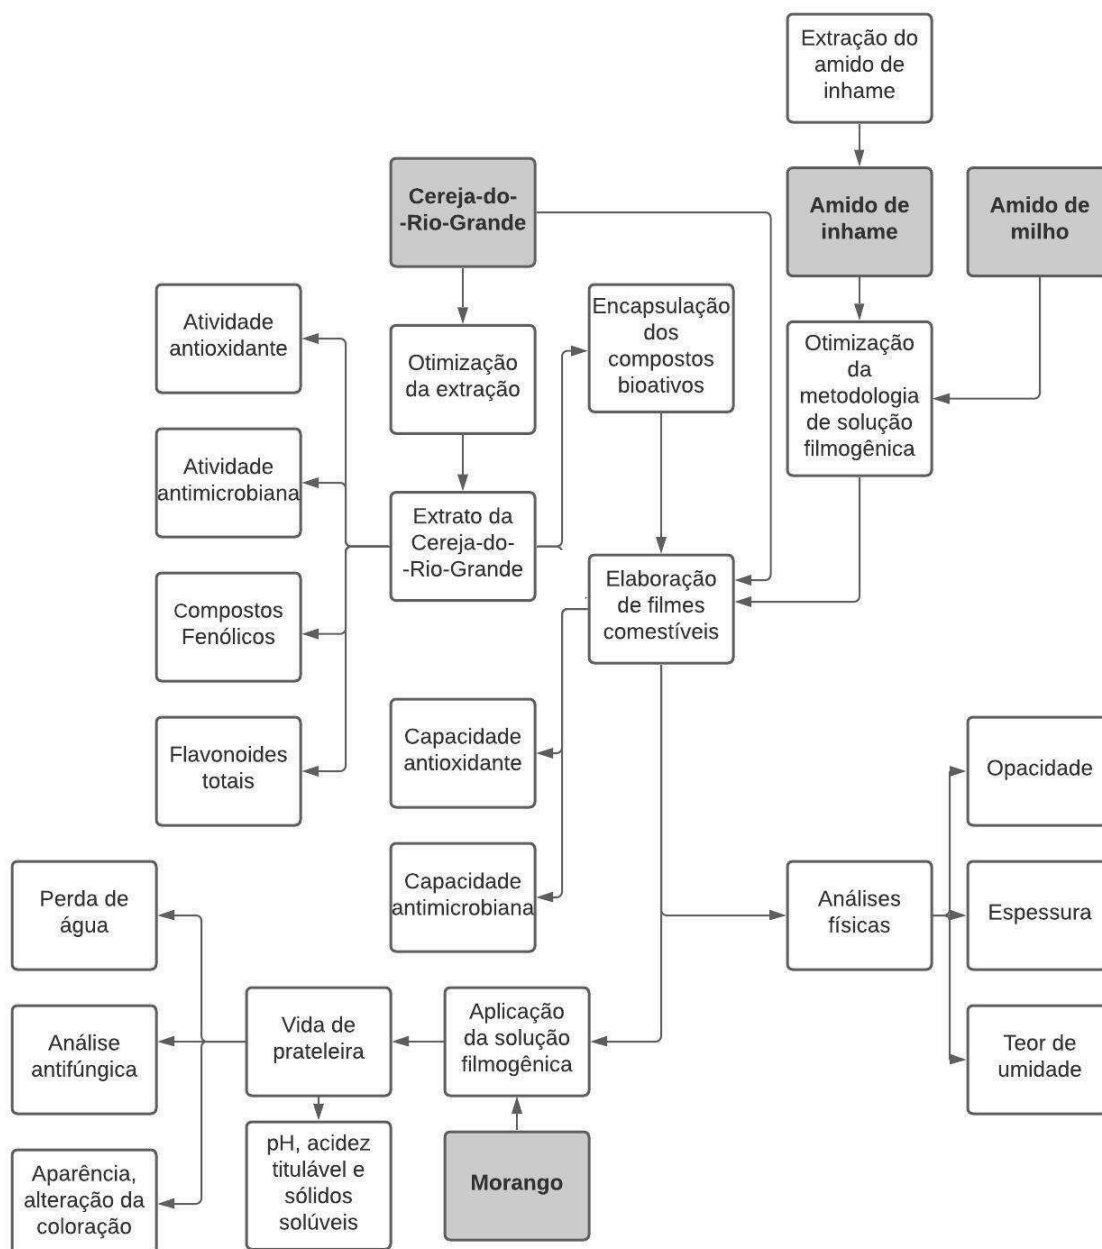 Extração do
amido de
inhame
Cereja-do-
-Rio-Grande
Amido de
inhame
Amido de
milho
Atividade
antioxidante
Otimização
da extração
Encapsulação
dos
compostos
bioativos
Otimização
da
metodologia
de solução
filmogênica
Atividade
antimicrobiana
Extrato da
Cereja-do-
-Rio-Grande
Compostos
Fenólicos
Elaboração
de filmes
comestíveis
Flavonoides
totais
Capacidade
antioxidante
Opacidade
Capacidade
antimicrobiana
Perda de
água
Análises
físicas
Espessura
Análise
antifúngica
Vida de
prateleira
Aplicação
da solução
filmogênica
Teor de
umidade
Aparência,
alteração da
coloração
pH, acidez
titulável e
sólidos
solúveis
Morango